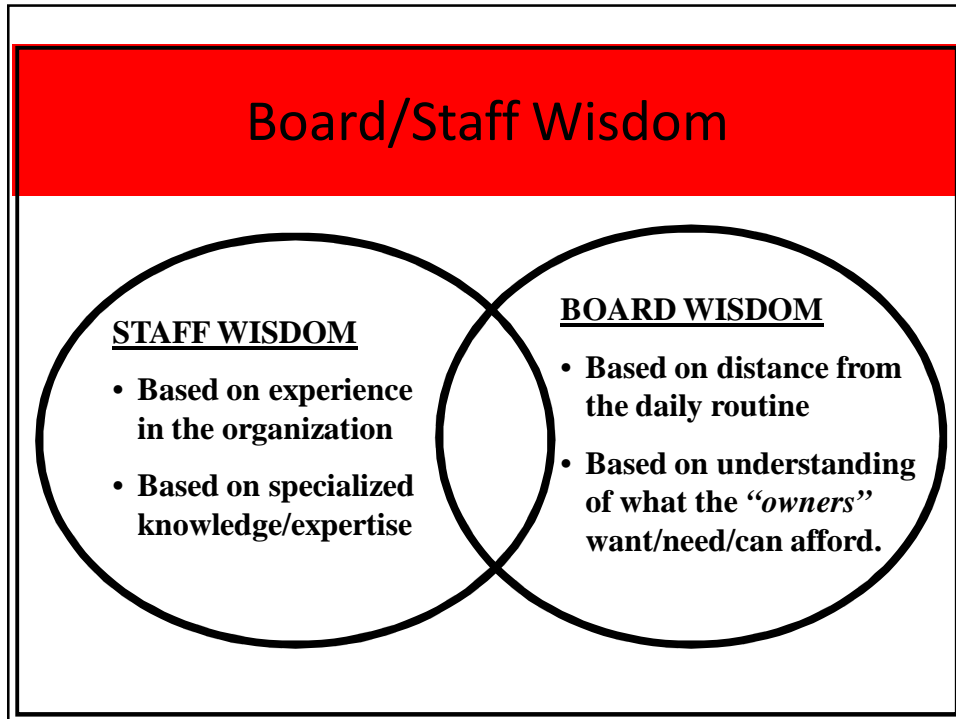 Board/Staff Wisdom
STAFF WISDOM
• Based on experience
in the organization
• Based on specialized
knowledge/expertise
BOARD WISDOM
• Based on distance from
the daily routine
• Based on understanding
of what the “owners”
want/need/can afford.